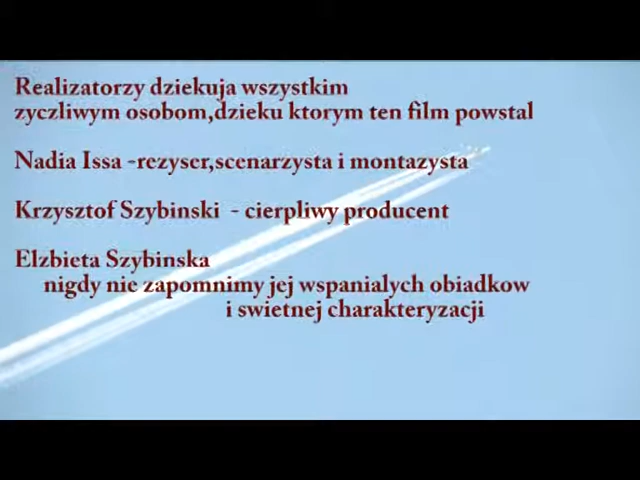 Realizatorzy dziekuja wszystkim
zyczliwym osobom,dzieku ktorym ten film powstal
Nadia Issa -rezyser,scenarzysta i montazysta
Krzysztof Szybinski - cierpliwy producent
Elzbieta Szybinska
nigdy nie zapomnimy jej wspanialych obiadkow
i swietnej charakteryzacji